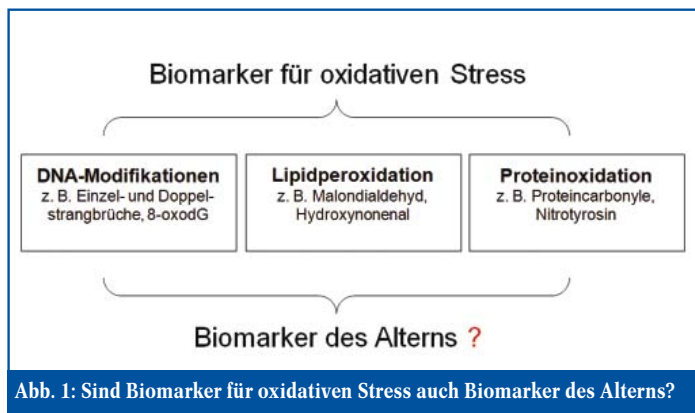 Biomarker für oxidativen Stress
DNA-Modifikationen
z. B. Einzel- und Doppel-
strangbrüche, 8-oxodG
Lipidperoxidation
z. B. Malondialdehyd,
Hydroxynonenal
Proteinoxidation
z. B. Proteincarbonyle,
Nitrotyrosin
Biomarker des Alterns ?
Abb. 1: Sind Biomarker für oxidativen Stress auch Biomarker des Alterns?